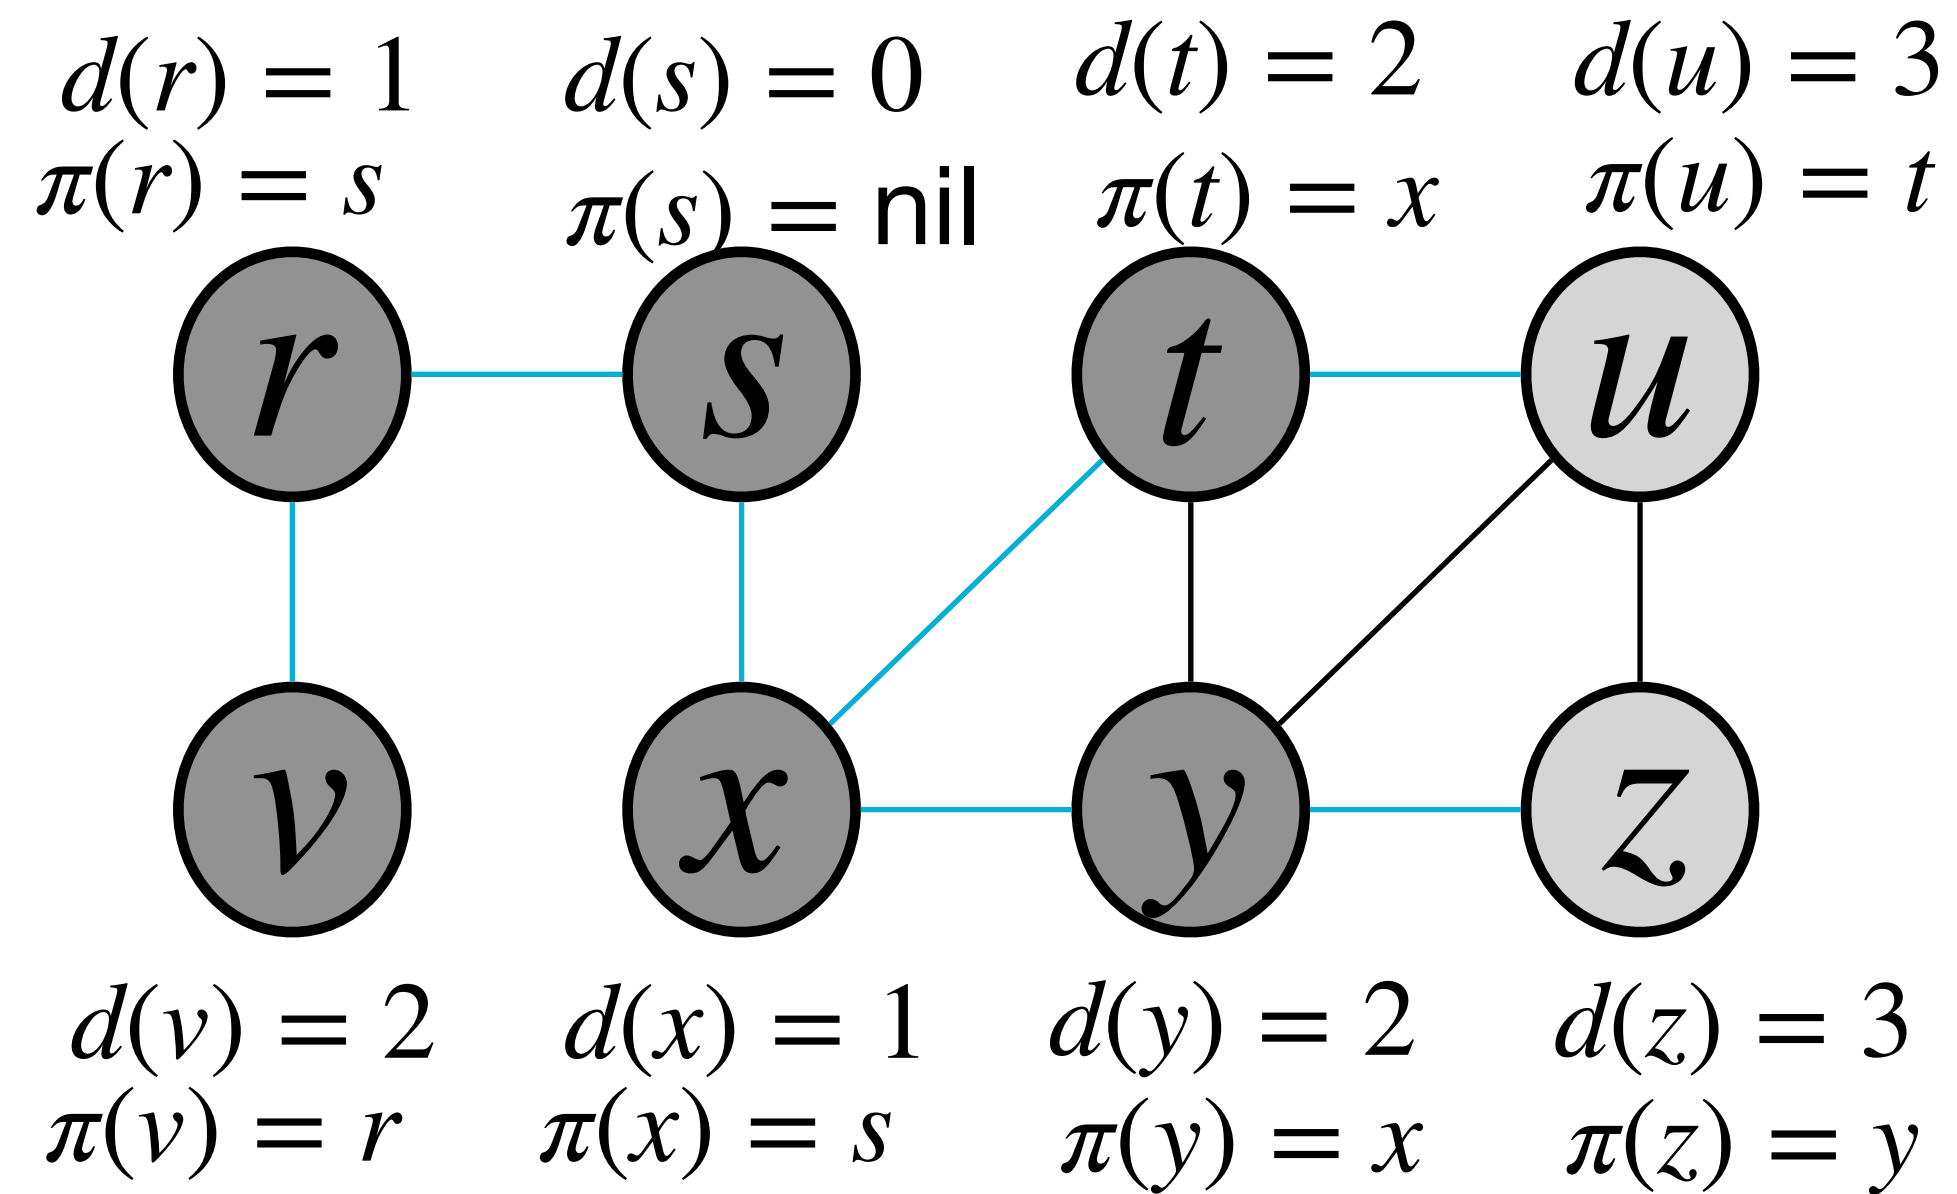 d(r) = 1
π(r) = s
d(s) = 0
π(s) = nil
d(t) = 2
π(t) = x
d(u) = 3
π(u) = t
r
s
t
u
v
x
y
z
d(v) = 2
π(v) = r
d(x) = 1
π(x) = s
d(y) = 2
π(y) = x
d(z) = 3
π(z) = y